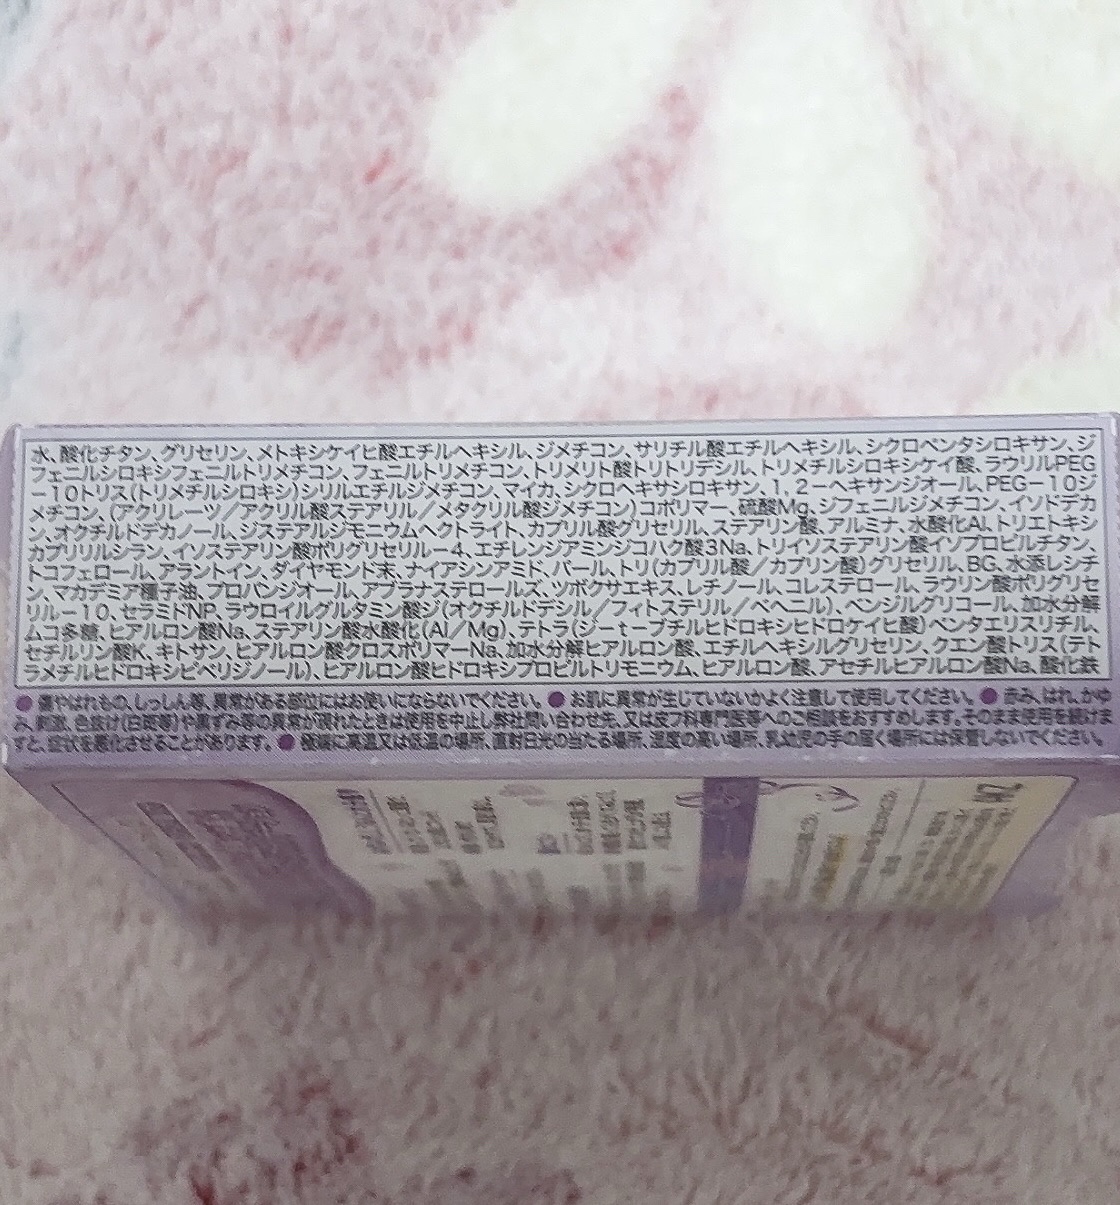 水、酸化チタン、グリセリン、メトキシケイヒ酸エチルヘキシル、ジメチコン、サリチル酸エチルヘキシル、シクロペンタシロキサン、ジ
フェニルシロキシフェニルトリメチコン、フェニルトリメチコン、トリメリト酸トリトリデシル、トリメチルシロキシケイ酸、ラウリルPEG
－10トリス(トリメチルシロキシ)シリルエチルジメチコン、マイカ、シクロヘキサシロキサン、1，2－ヘキサンジオール、PEG－10ジ
メチコン、(アクリレーツ／アクリル酸ステアリル／メタクリル酸ジメチコン)コポリマー、硫酸Mg、ジフェニルジメチコン、イソドデカ
ン、オクチルドデカノール、ジステアルジモニウムヘクトライト、カプリル酸グリセリル、ステアリン酸、アルミナ、水酸化Al、トリエトキシ
カプリリルシラン、イソステアリン酸ポリグリセリル－4、エチレンジアミンジコハク酸3Na、トリイソステアリン酸イソプロピルチタン、
トコフェロール、アラントイン、ダイヤモンド末、ナイアシンアミド、パール、トリ(カプリル酸／カプリン酸)グリセリル、BG、水添レシチ
ン、マカデミア種子油、プロパンジオール、アブラナステロールズ、ツボクサエキス、レチノール、コレステロール、ラウリン酸ポリグリセ
リル－10、セラミドNP、ラウロイルグルタミン酸ジ(オクチルドデシル／フィトステリル／ベヘニル)、ベンジルグリコール、加水分解
ムコ多糖、ヒアルロン酸Na、ステアリン酸水酸化(Al／Mg)、テトラ(ジ－t－ブチルヒドロキシヒドロケイヒ酸)ペンタエリスリチル、
セチルリン酸K、キトサン、ヒアルロン酸クロスポリマーNa、加水分解ヒアルロン酸、エチルヘキシルグリセリン、クエン酸トリス(テト
ラメチルヒドロキシピペリジノール)、ヒアルロン酸ヒドロキシプロピルトリモニウム、ヒアルロン酸、アセチルヒアルロン酸Na、酸化鉄
●傷やはれもの、しっしん等、異常がある部位にはお使いにならないでください。●お肌に異常が生じていないかよく注意して使用してください。●赤み、はれ、かゆ
み、刺激、色抜け(白斑等)や黒ずみ等の異常が現れたときは使用を中止し弊社問い合わせ先、又は皮フ科専門医等へのご相談をおすすめします。そのまま使用を続けま
すと、症状を悪化させることがあります。●極端に高温又は低温の場所、直射日光の当たる場所、湿度の高い場所、乳幼児の手の届く場所には保管しないでください。